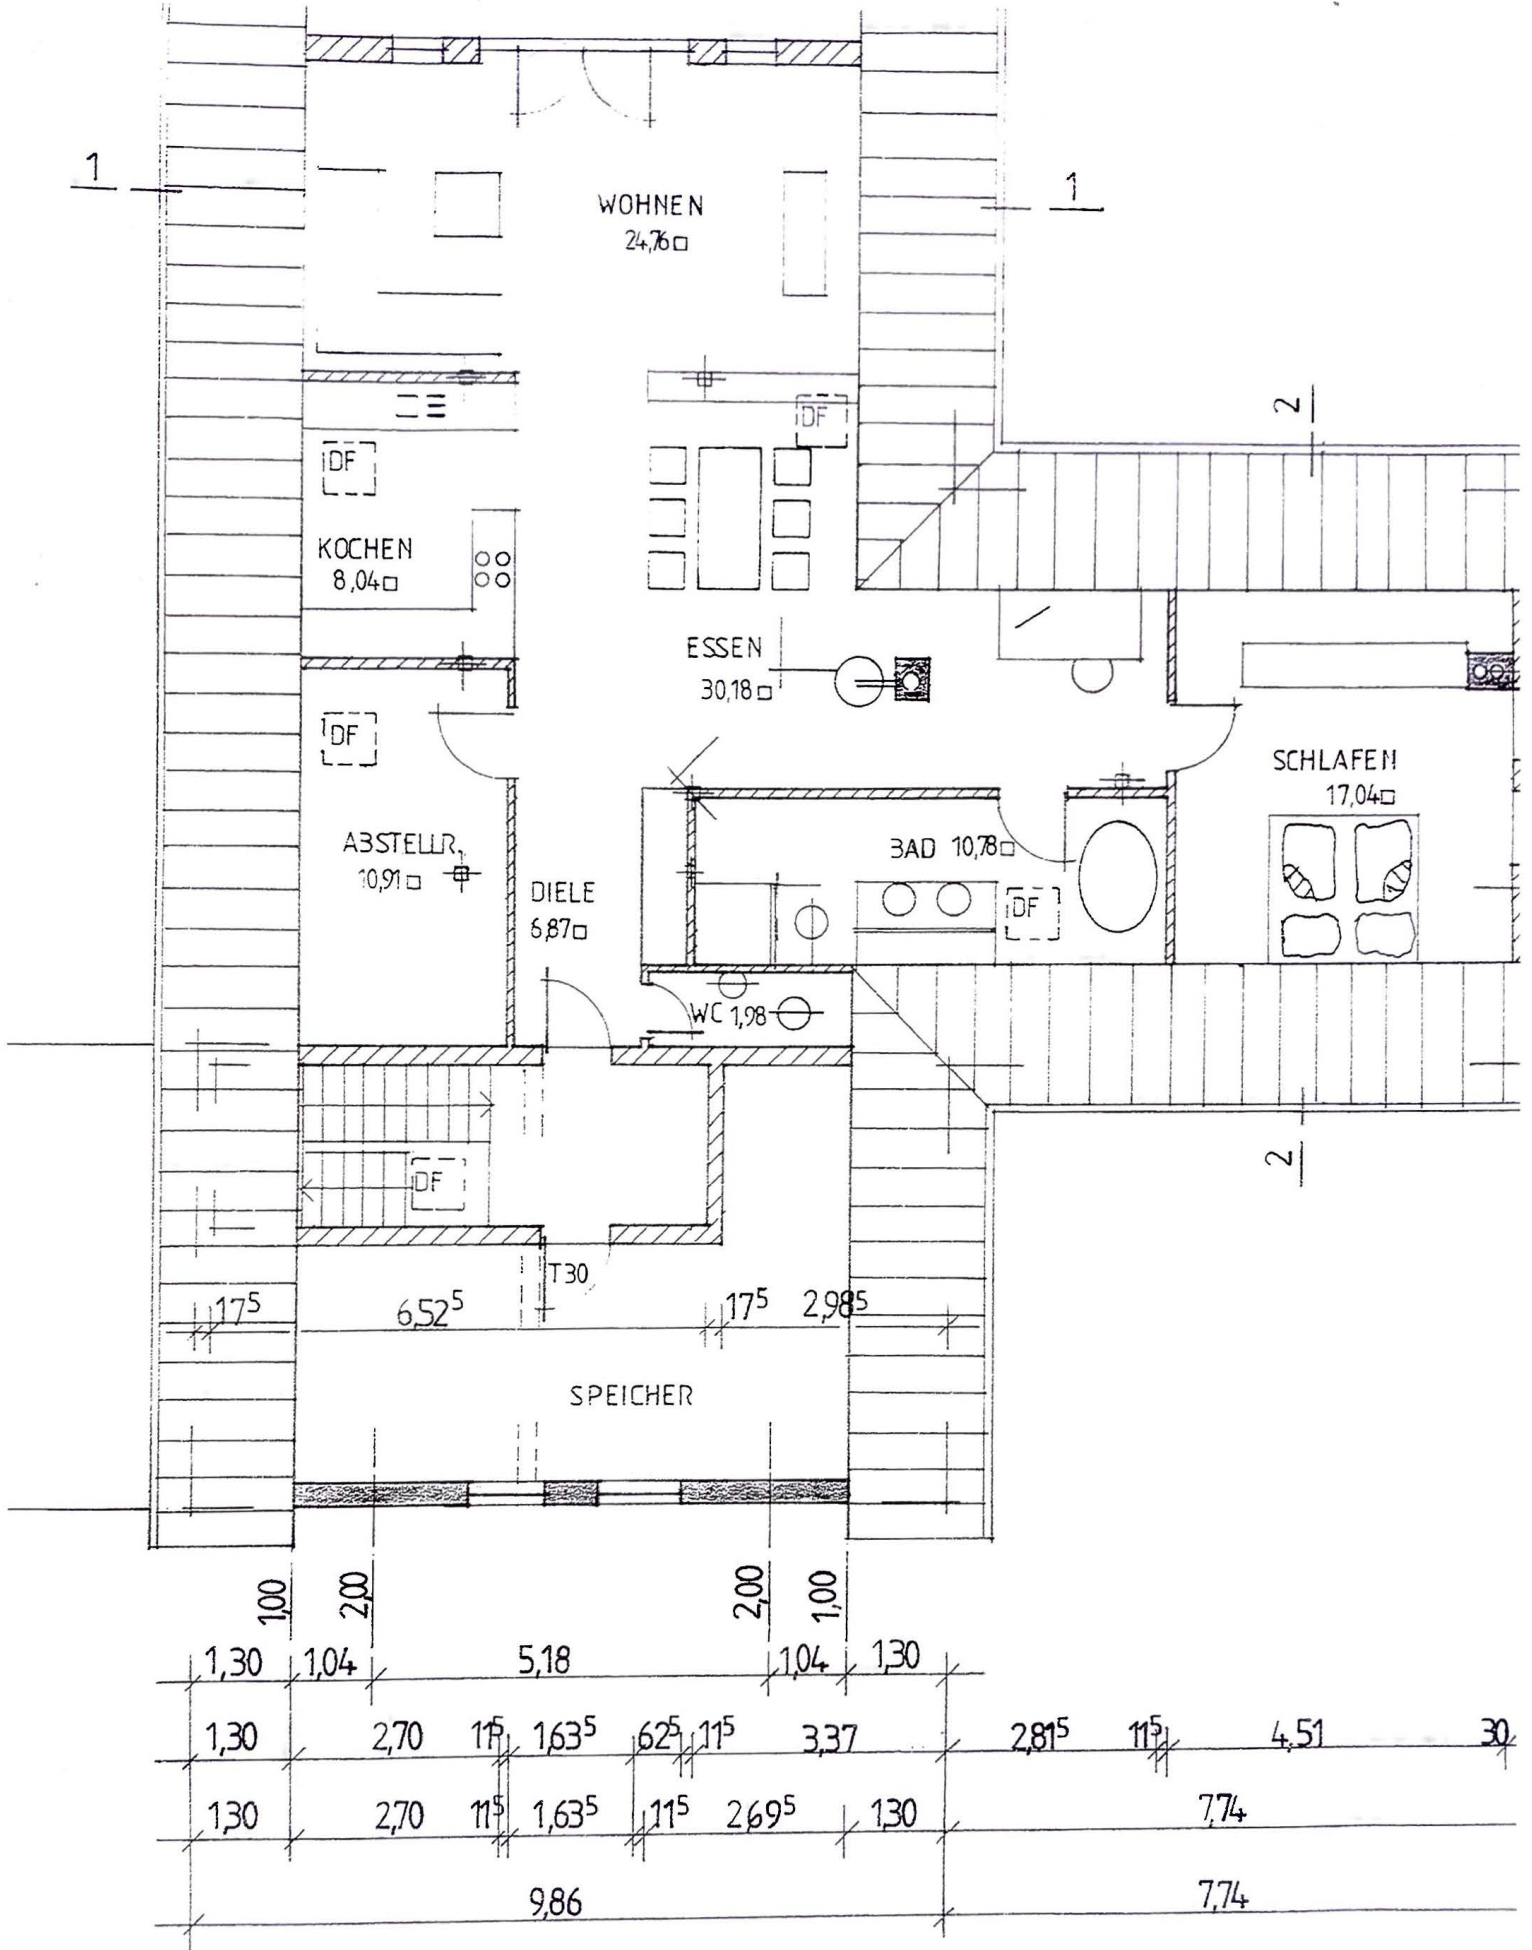 1
1
WOHNEN
24,76□
DF
DF
2
KOCHEN
8,04□
ESSEN
30,18□
DF
SCHLAFEN
17,04□
ABSTELLR.
10,91□
BAD 10,78□
DIELE
6,87□
DF
WC 1,98
DF
2
T30
17⁵ 6,52⁵ 17⁵ 2,98⁵
SPEICHER
1,00 2,00 2,00 1,00
1,30 1,04 5,18 1,04 1,30
1,30 2,70 11⁵ 1,63⁵ 62⁵ 11⁵ 3,37 2,81⁵ 11⁵ 4,51 30
1,30 2,70 11⁵ 1,63⁵ 11⁵ 2,69⁵ 1,30 7,74
9,86 7,74